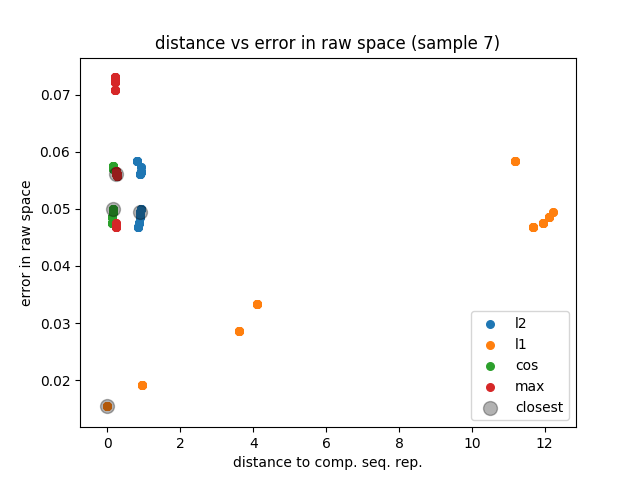 distance vs error in raw space (sample 7)
error in raw space
0.07
0.06
0.05
0.04
0.03
0.02
0
2
4
6
8
10
12
distance to comp. seq. rep.
l2
l1
cos
max
closest